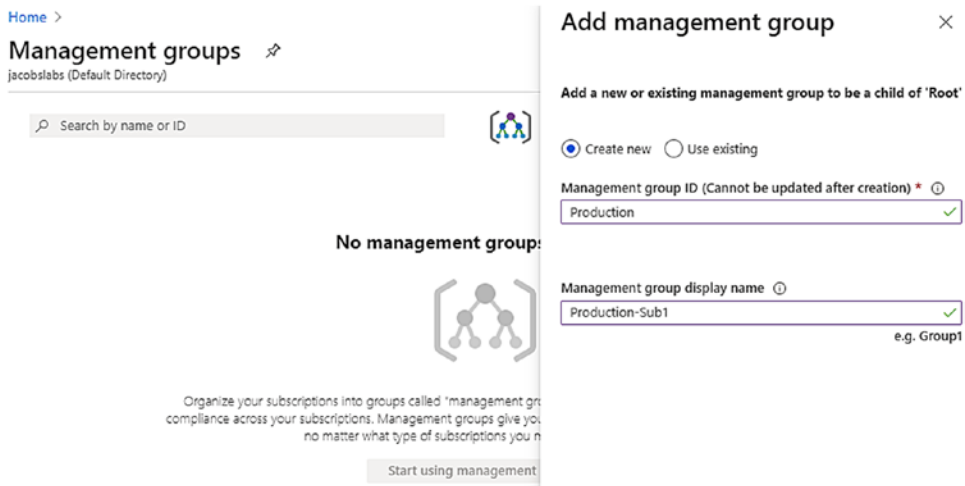 Home >
Management groups
jacobslabs (Default Directory)
Search by name or ID
No management groups
Organize your subscriptions into groups called "management
compliance across your subscriptions. Management groups give
no matter what type of subscriptions you
Start using management
Add management group
Add a new or existing management group to be a child of 'Root'
Create new Use existing
Management group ID (Cannot be updated after creation) *
Production
Management group display name
Production-Sub1
e.g. Group1